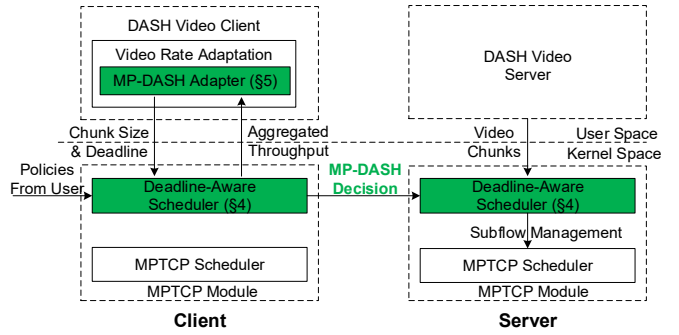 DASH Video Client
Video Rate Adaptation
MP-DASH Adapter (§5)
DASH Video
Server
Chunk Size
& Deadline
Aggregated
Throughput
Video
Chunks
User Space
Kernel Space
Policies
From User
MP-DASH
Decision
Deadline-Aware
Scheduler (§4)
Deadline-Aware
Scheduler (§4)
Subflow Management
MPTCP Scheduler
MPTCP Module
MPTCP Scheduler
MPTCP Module
Client
Server